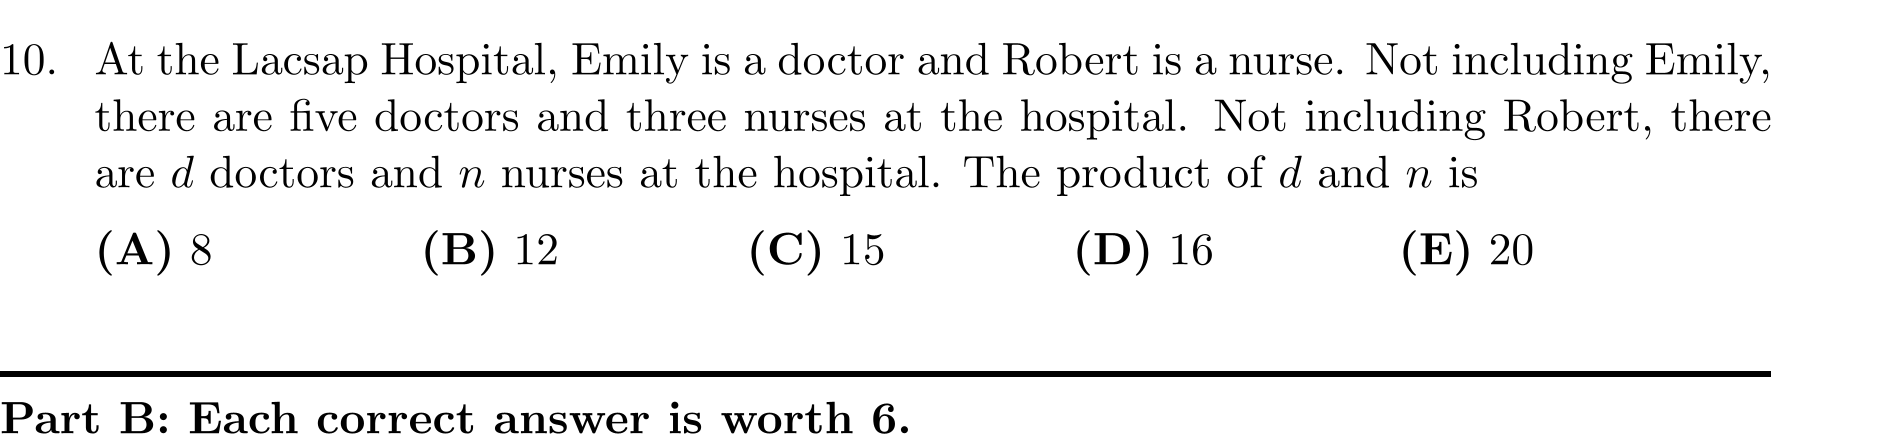 10. At the Lacsap Hospital, Emily is a doctor and Robert is a nurse. Not including Emily,
there are five doctors and three nurses at the hospital. Not including Robert, there
are d doctors and n nurses at the hospital. The product of d and n is
(A) 8 (B) 12 (C) 15 (D) 16 (E) 20
Part B: Each correct answer is worth 6.